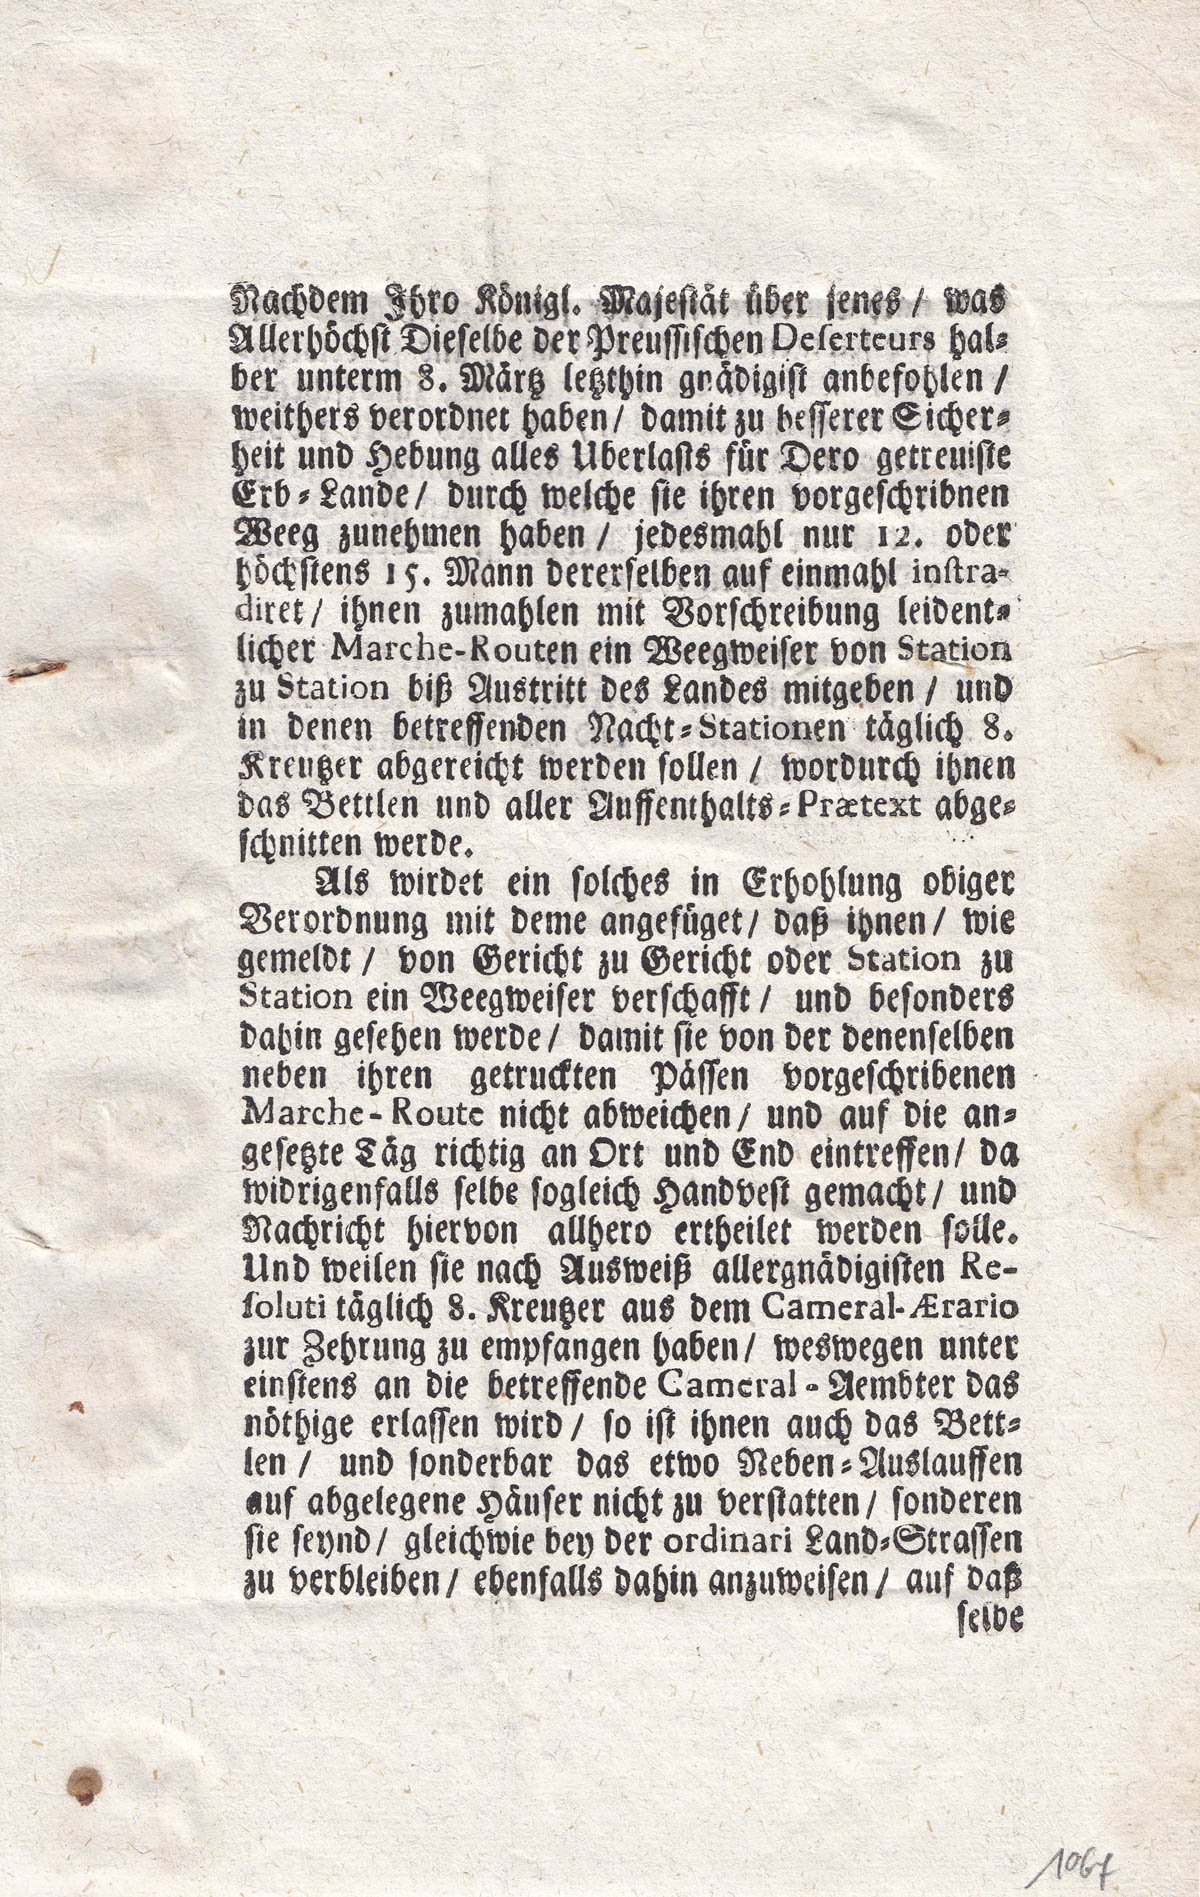 Nachdem Ihro Königl. Majestät über jenes / was
Allerhöchst Dieselbe der Preussischen Deserteurs hal-
ber unterm 8. Märtz letzthin gnädigist anbefohlen /
weithers verordnet haben / damit zu besserer Sicher-
heit und Hebung alles Uberlasts für Dero getreuiste
Erb-Lande / durch welche sie ihren vorgeschribnen
Weeg zunehmen haben / jedesmahl nur 12. oder
höchstens 15. Mann dererselben auf einmahl instra-
diret / ihnen zumahlen mit Vorschreibung leident-
licher Marche-Routen ein Weegweiser von Station
zu Station biß Austritt des Landes mitgeben / und
in denen betreffenden Nacht-Stationen täglich 8.
Kreutzer abgereicht werden sollen / wordurch ihnen
das Bettlen und aller Auffenthalts-Prætext abge-
schnitten werde.
Als wirdet ein solches in Erhohlung obiger
Verordnung mit deme angefüget / daß ihnen / wie
gemeldt / von Gericht zu Gericht oder Station zu
Station ein Weegweiser verschafft / und besonders
dahin gesehen werde / damit sie von der denenselben
neben ihren getruckten Pässen vorgeschribenen
Marche-Route nicht abweichen / und auf die an-
gesetzte Täg richtig an Ort und End eintreffen / da
widrigenfalls selbe sogleich Handvest gemacht / und
Nachricht hiervon allhero ertheilet werden solle.
Und weilen sie nach Ausweiß allergnädigisten Re-
soluti täglich 8. Kreutzer aus dem Cameral-Ærario
zur Zehrung zu empfangen haben / weswegen unter
einstens an die betreffende Cameral-Aembter das
nöthige erlassen wird / so ist ihnen auch das Bett-
len / und sonderbar das etwo Neben-Auslauffen
auf abgelegene Häuser nicht zu verstatten / sonderen
sie seynd / gleichwie bey der ordinari Land-Strassen
zu verbleiben / ebenfalls dahin anzuweisen / auf daß
selbe
1067